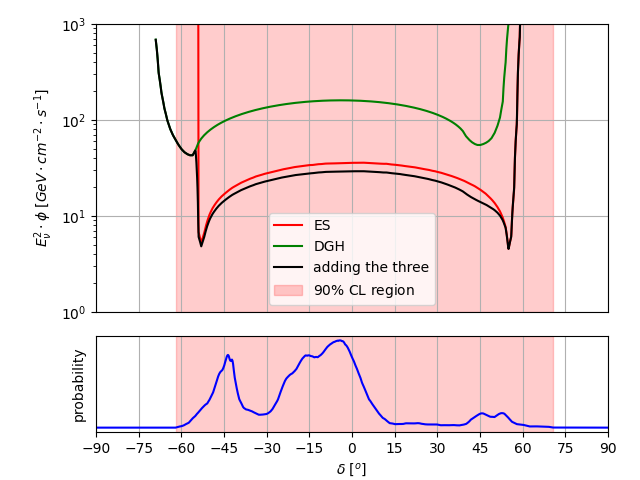 10³
10²
10¹
10⁰
E²ᵥ · ϕ [GeV · cm⁻² · s⁻¹]
ES
DGH
adding the three
90% CL region
probability
−90 −75 −60 −45 −30 −15 0 15 30 45 60 75 90
δ [°]